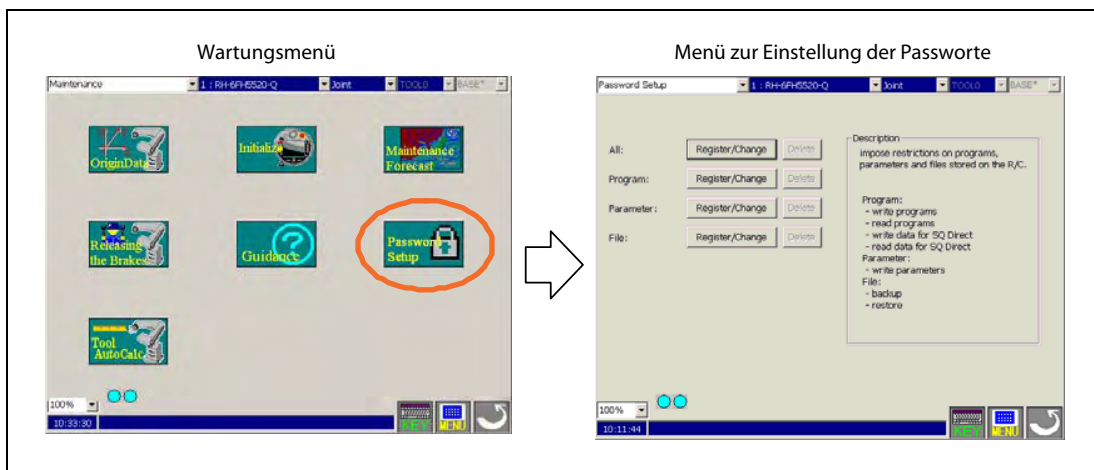 Wartungsmenü
Maintenance 1 : RH-6FH5520-Q Joint TOOL0 BASE*
OriginData
Initialize
Maintenance
Forecast
Releasing
the Brakes
Guidance
Password
Setup
Tool
AutoCalc
100%
10:33:30
KEY MENU
Menü zur Einstellung der Passworte
Password Setup 1 : RH-6FH5520-Q Joint TOOL0 BASE*
All: Register/Change Delete
Program: Register/Change Delete
Parameter: Register/Change Delete
File: Register/Change Delete
Description
impose restrictions on programs,
parameters and files stored on the R/C.
Program:
- write programs
- read programs
- write data for SQ Direct
- read data for SQ Direct
Parameter:
- write parameters
File:
- backup
- restore
100%
10:11:44
KEY MENU